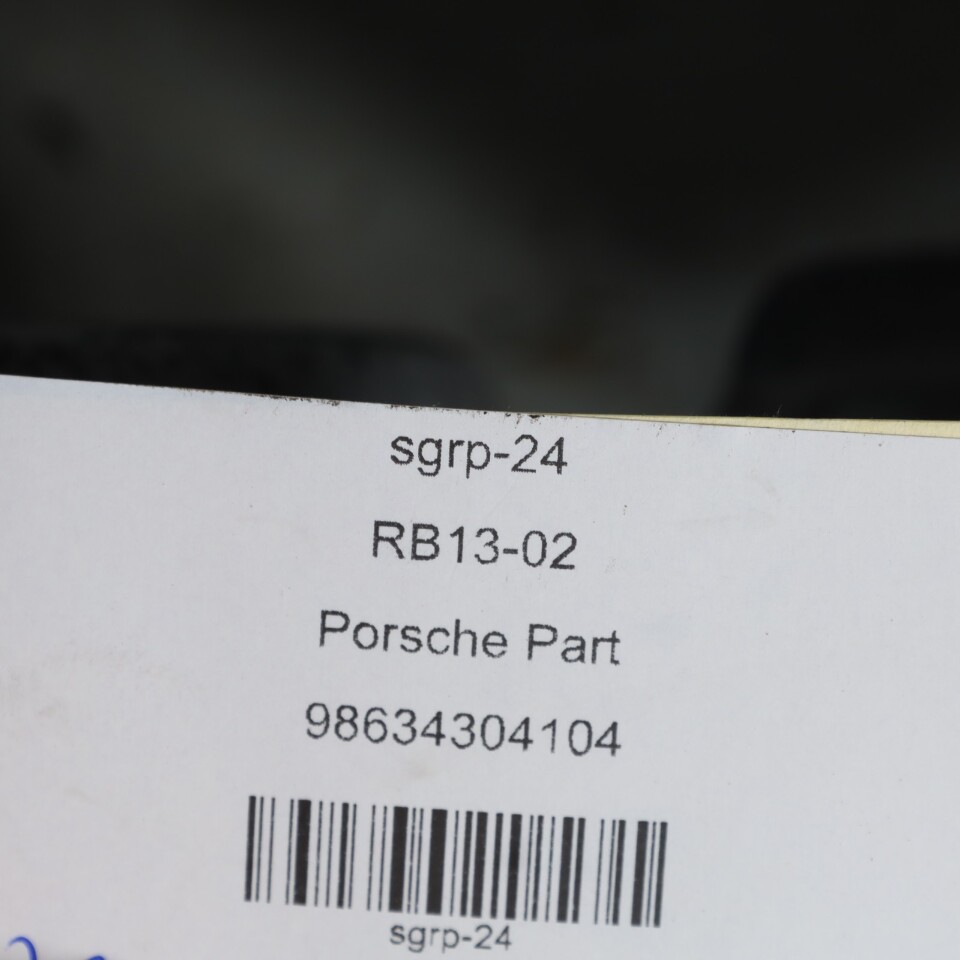 sgrp-24
RB13-02
Porsche Part
98634304104
sgrp-24